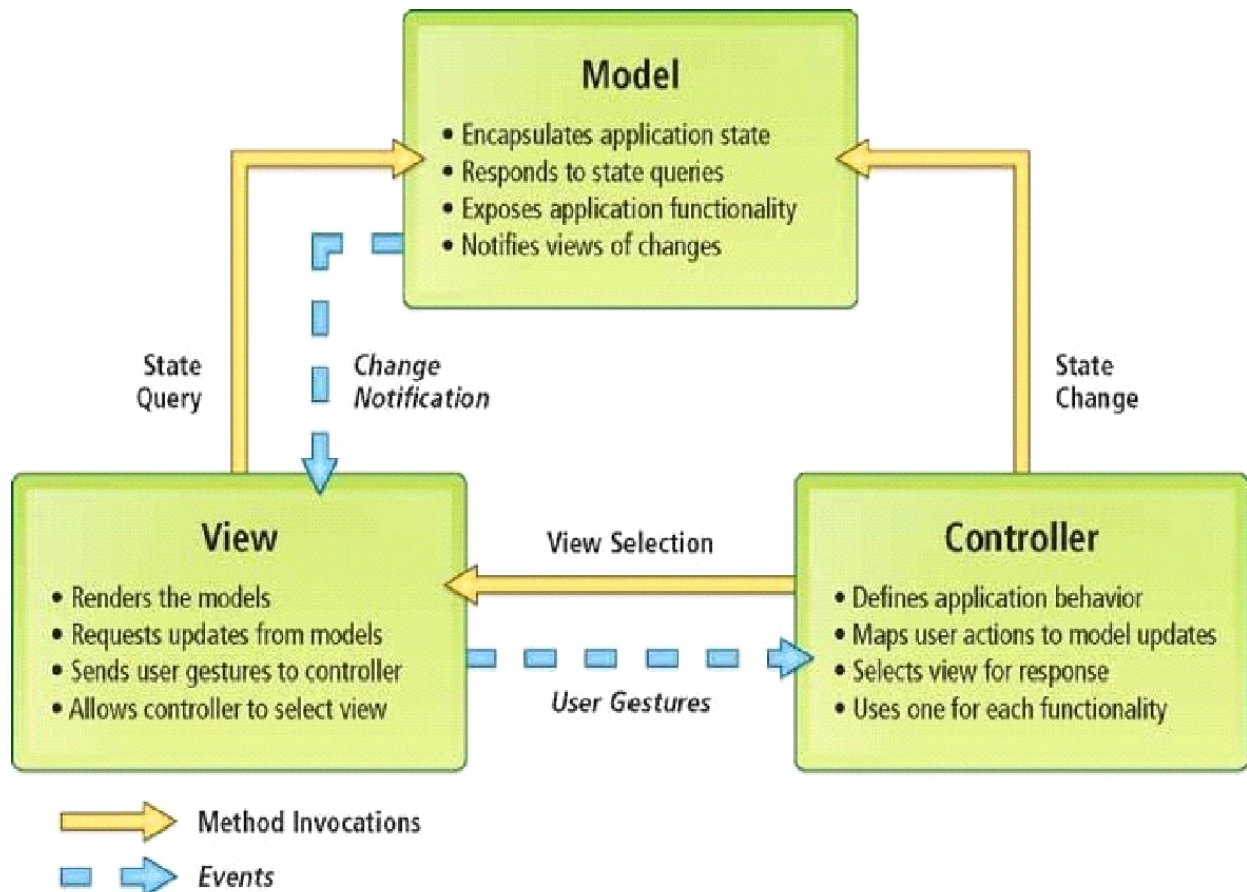 Model
• Encapsulates application state
• Responds to state queries
• Exposes application functionality
• Notifies views of changes
State
Query
Change
Notification
State
Change
View
• Renders the models
• Requests updates from models
• Sends user gestures to controller
• Allows controller to select view
View Selection
User Gestures
Controller
• Defines application behavior
• Maps user actions to model updates
• Selects view for response
• Uses one for each functionality
Method Invocations
Events